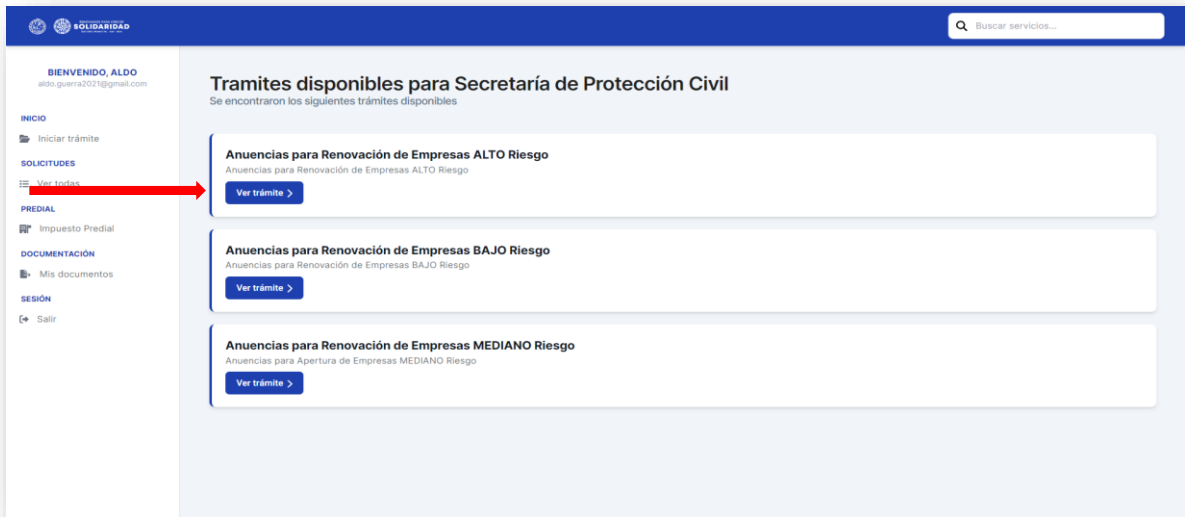 SOLIDARIDAD
Buscar servicios...
BIENVENIDO, ALDO
aldo.guerra2021@gmail.com
INICIO
Iniciar trámite
SOLICITUDES
Ver todas
PREDIAL
Impuesto Predial
DOCUMENTACIÓN
Mis documentos
SESIÓN
Salir
Tramites disponibles para Secretaría de Protección Civil
Se encontraron los siguientes trámites disponibles
Anuencias para Renovación de Empresas ALTO Riesgo
Anuencias para Renovación de Empresas ALTO Riesgo
Ver trámite
Anuencias para Renovación de Empresas BAJO Riesgo
Anuencias para Renovación de Empresas BAJO Riesgo
Ver trámite
Anuencias para Renovación de Empresas MEDIANO Riesgo
Anuencias para Apertura de Empresas MEDIANO Riesgo
Ver trámite